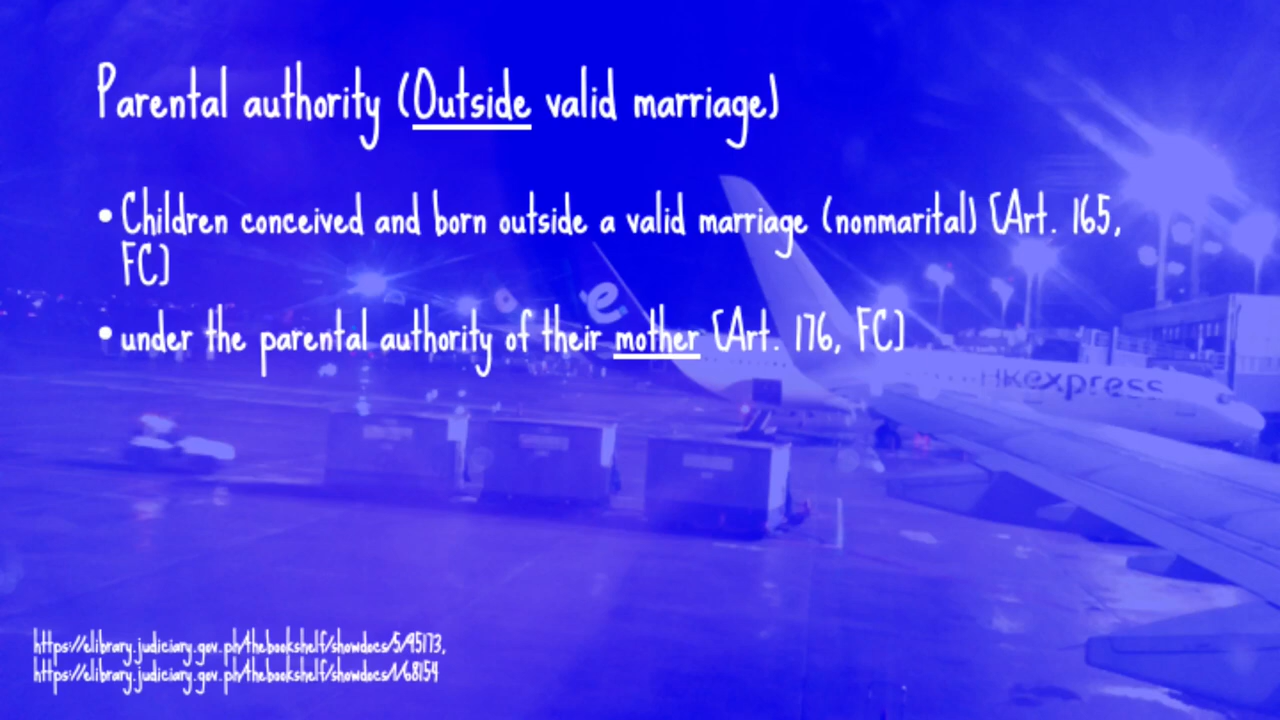 Parental authority (Outside valid marriage)
• Children conceived and born outside a valid marriage (nonmarital) [Art. 165,
FC]
• under the parental authority of their mother [Art. 176, FC]
e
HKexpress
https://elibrary.judiciary.gov.ph/thebookshelf/showdocs/5/45173,
https://elibrary.judiciary.gov.ph/thebookshelf/showdocs/1/68154